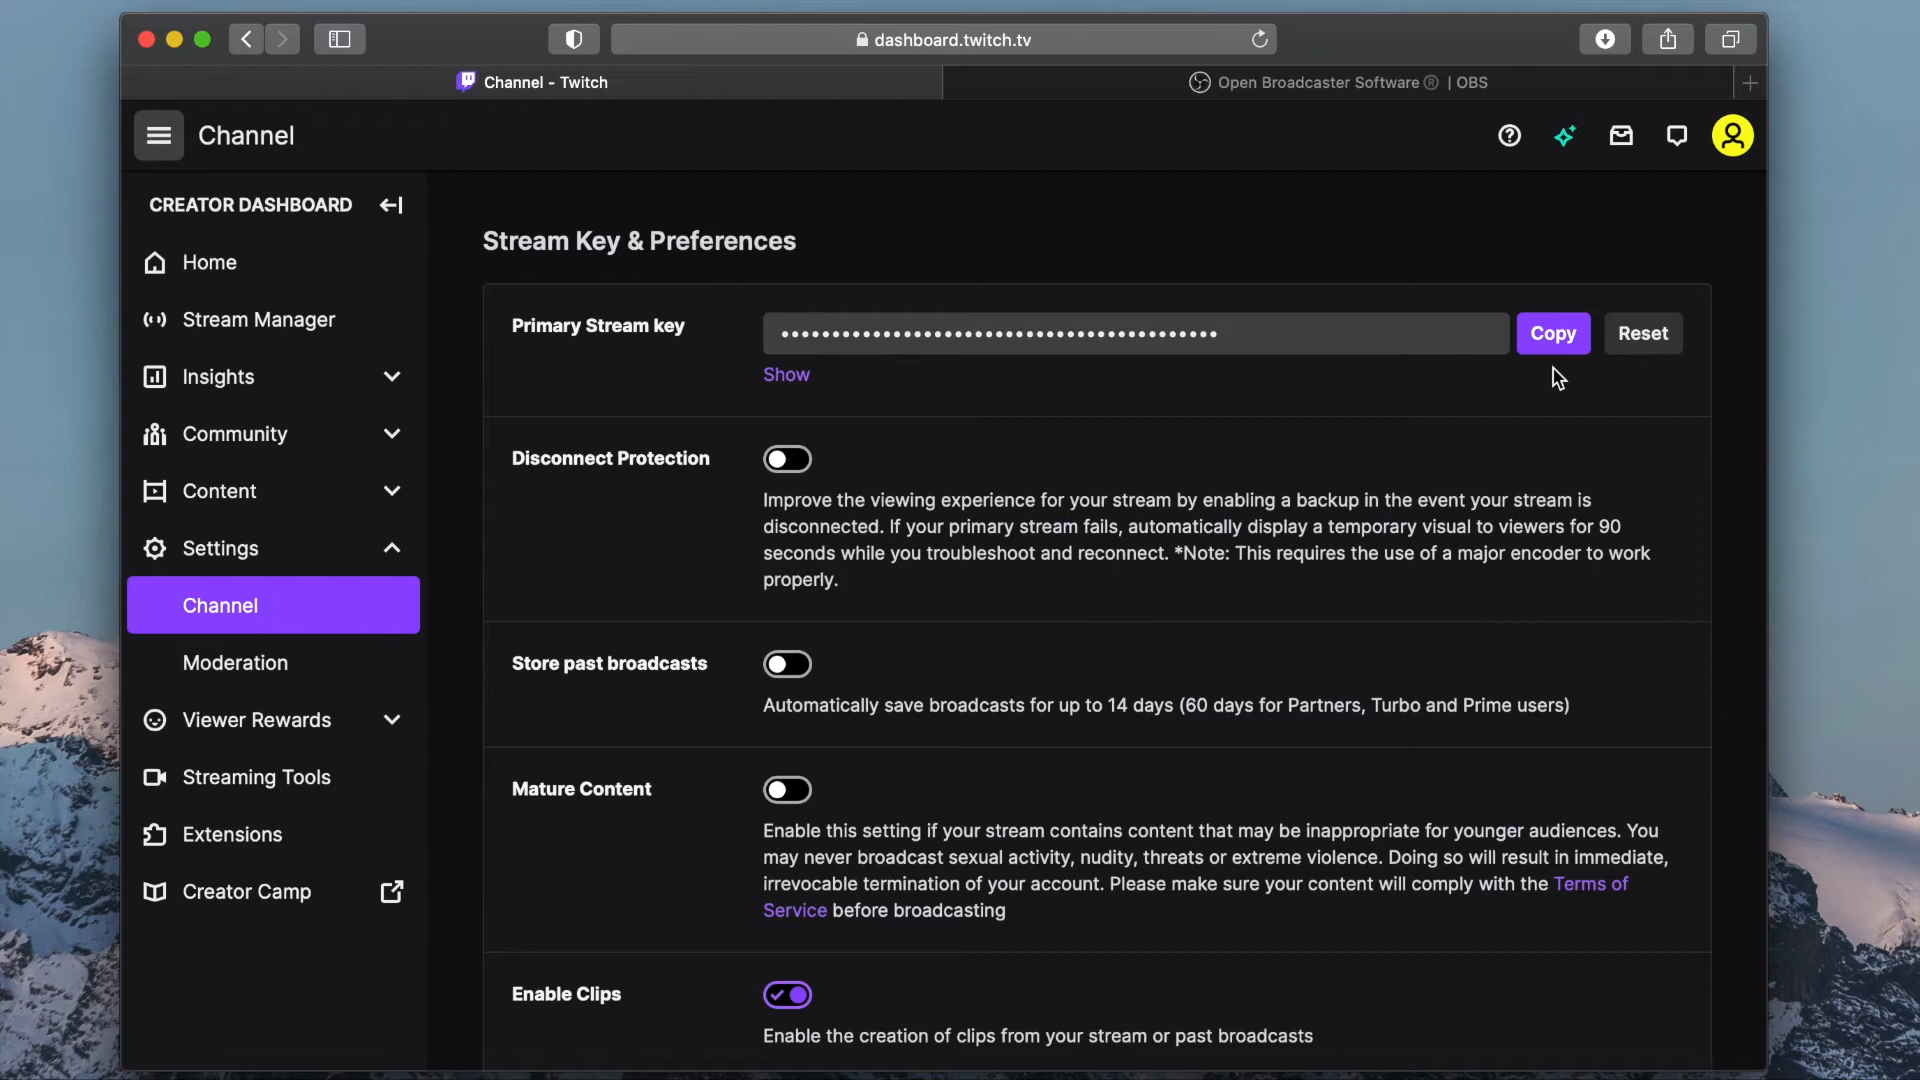 dashboard.twitch.tv
Channel - Twitch
Open Broadcaster Software® | OBS
Channel
CREATOR DASHBOARD
Home
Stream Manager
Insights
Community
Content
Settings
Channel
Moderation
Viewer Rewards
Streaming Tools
Extensions
Creator Camp
Stream Key & Preferences
Primary Stream key
••••••••••••••••••••••••••••••••••••••••••••
Copy
Reset
Show
Disconnect Protection
Improve the viewing experience for your stream by enabling a backup in the event your stream is
disconnected. If your primary stream fails, automatically display a temporary visual to viewers for 90
seconds while you troubleshoot and reconnect. *Note: This requires the use of a major encoder to work
properly.
Store past broadcasts
Automatically save broadcasts for up to 14 days (60 days for Partners, Turbo and Prime users)
Mature Content
Enable this setting if your stream contains content that may be inappropriate for younger audiences. You
may never broadcast sexual activity, nudity, threats or extreme violence. Doing so will result in immediate,
irrevocable termination of your account. Please make sure your content will comply with the Terms of
Service before broadcasting
Enable Clips
Enable the creation of clips from your stream or past broadcasts